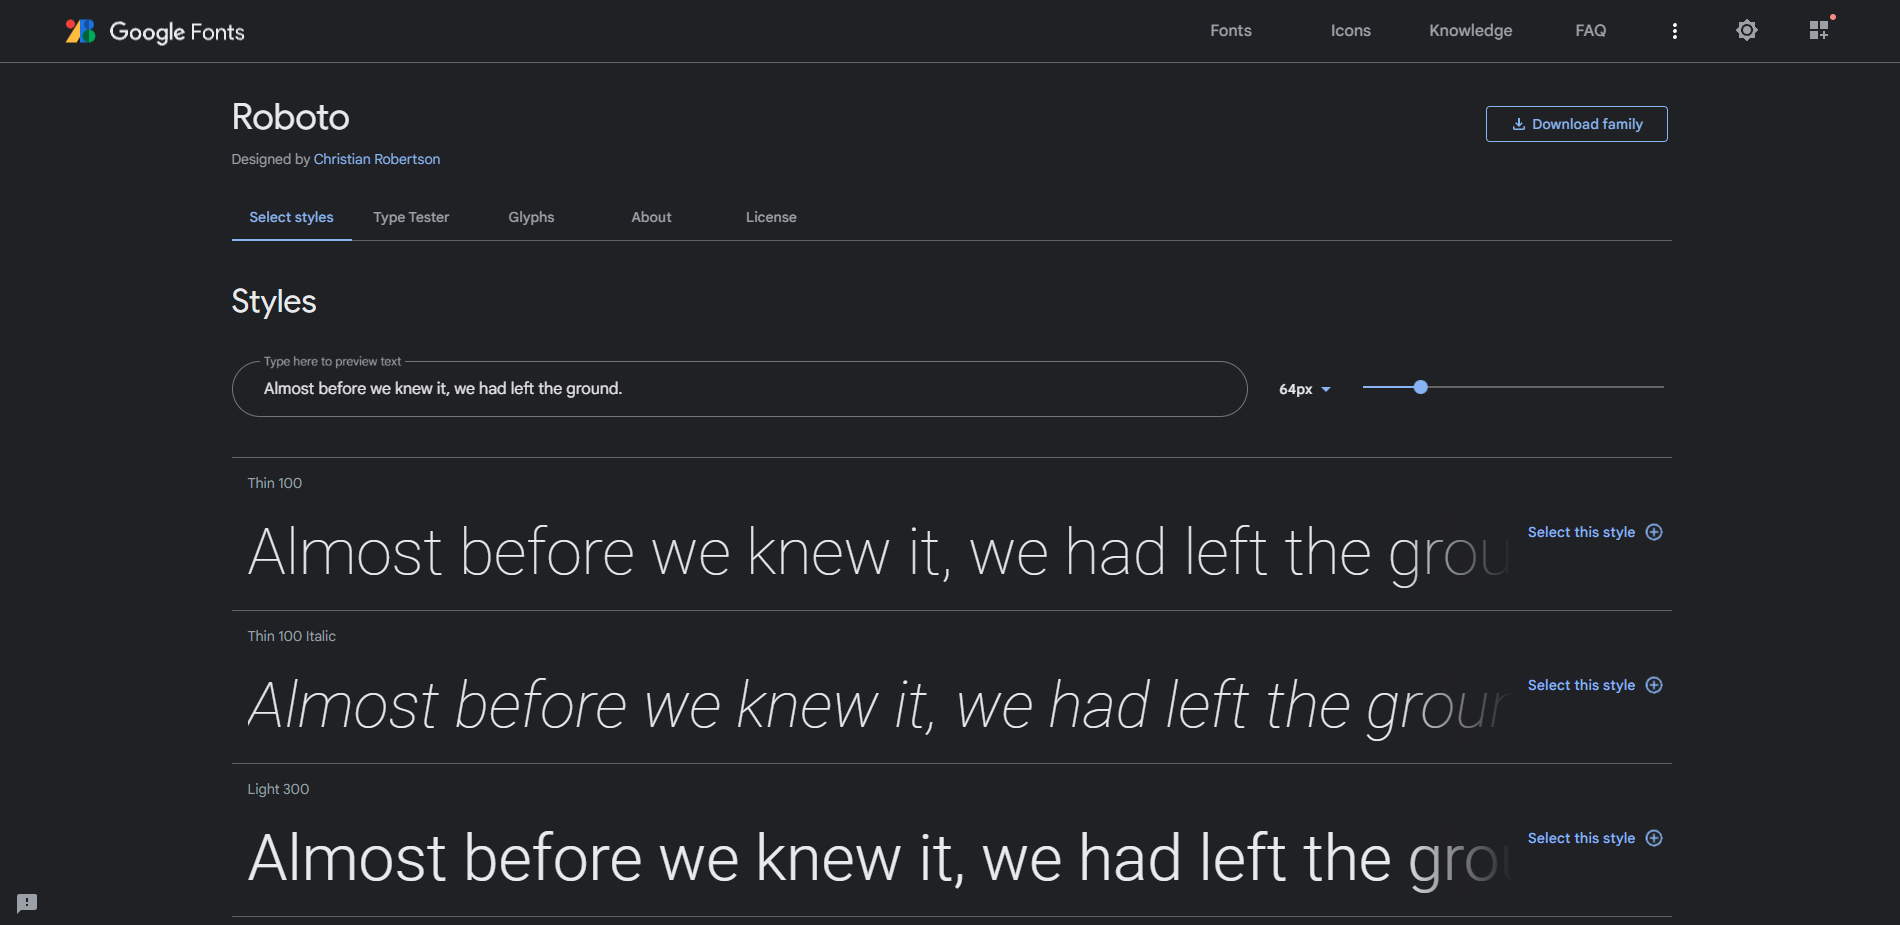 Google Fonts
Fonts Icons Knowledge FAQ
Roboto
Download family
Designed by Christian Robertson
Select styles Type Tester Glyphs About License
Styles
Type here to preview text
Almost before we knew it, we had left the ground.
64px
Thin 100
Almost before we knew it, we had left the grou
Select this style
Thin 100 Italic
Almost before we knew it, we had left the groun
Select this style
Light 300
Almost before we knew it, we had left the grou
Select this style